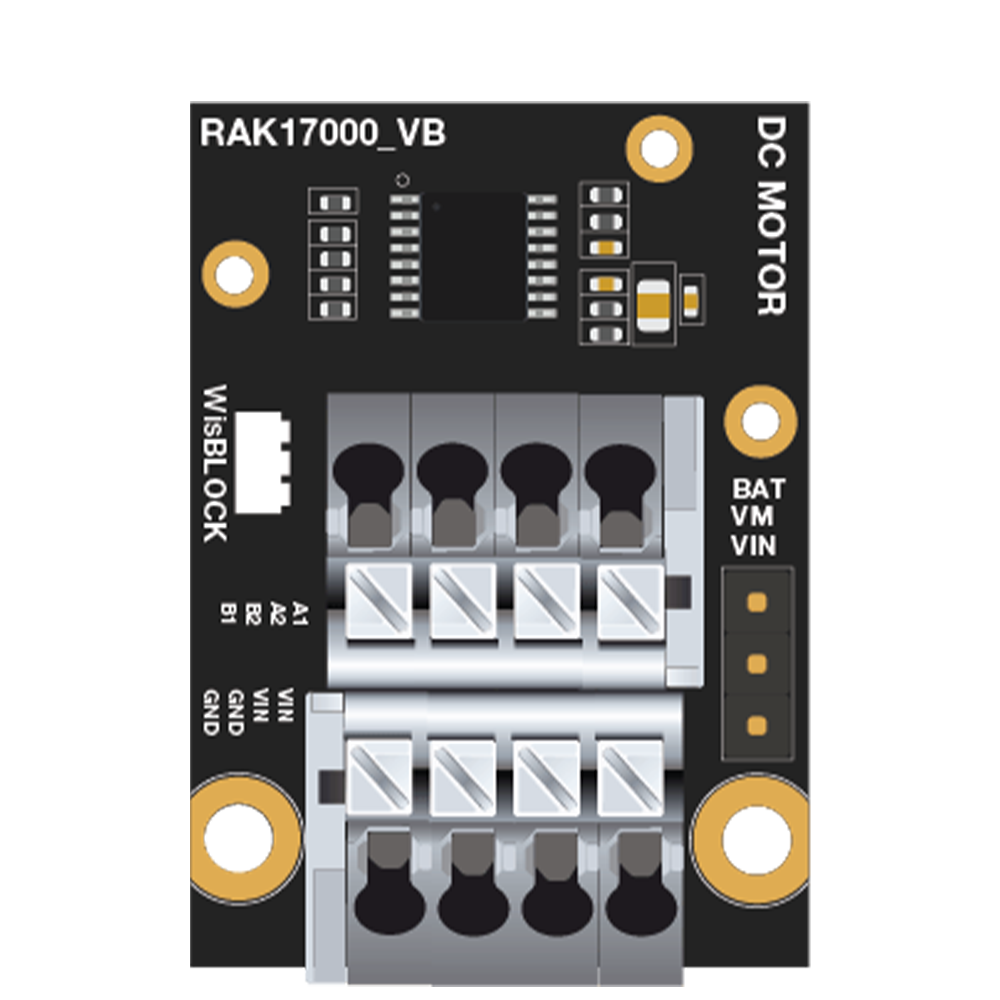 RAK17000_VB
DC MOTOR
WisBLOCK
BAT
VM
VIN
A1
A2
B2
B1
VIN
VIN
GND
GND